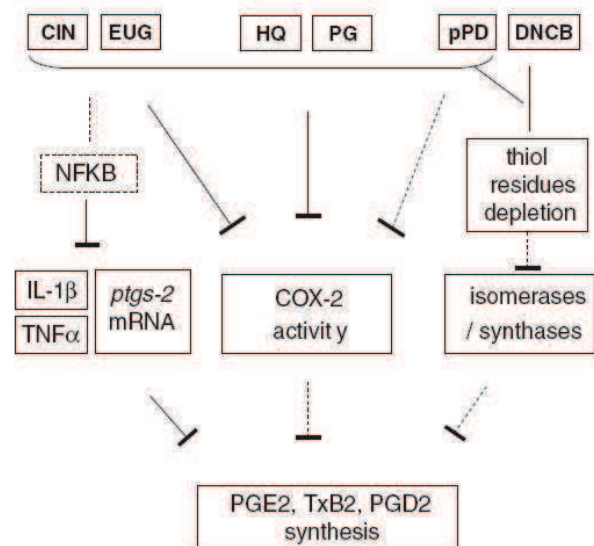 CIN EUG HQ PG pPD DNCB
NFKB
thiol
residues
depletion
IL-1β
TNFα
ptgs-2
mRNA
COX-2
activity
isomerases
/ synthases
PGE2, TxB2, PGD2
synthesis